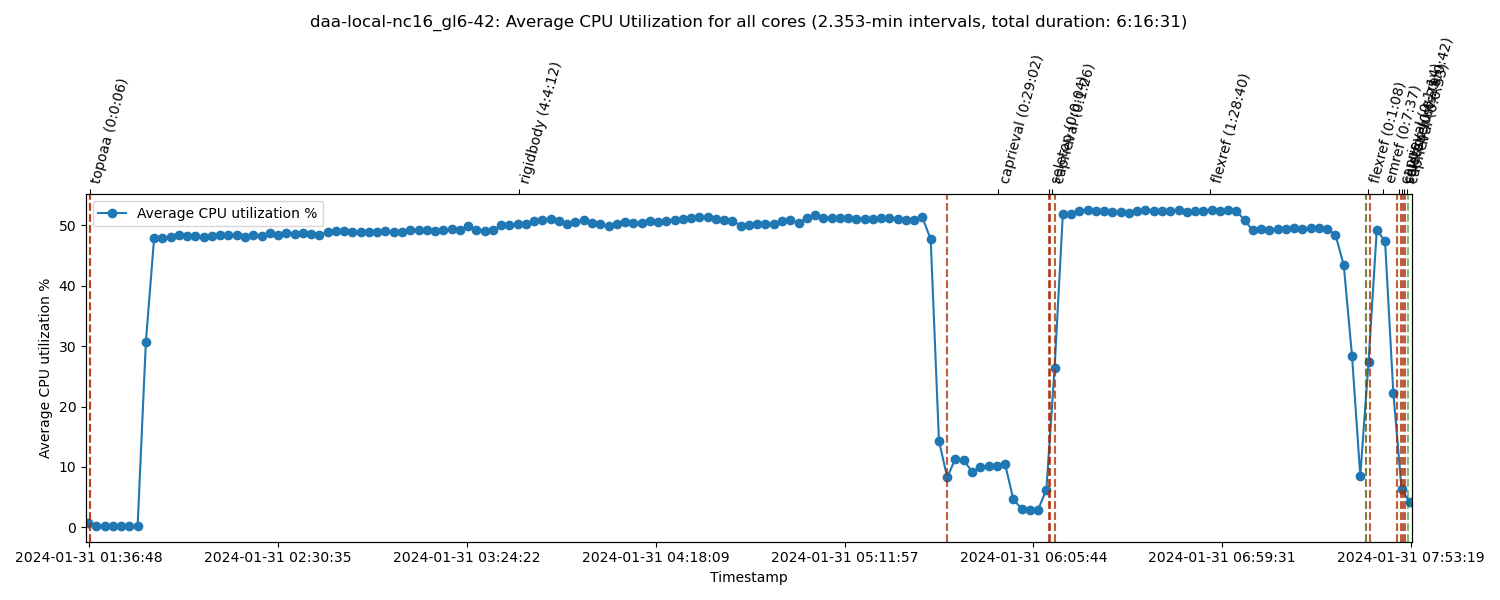 daa-local-nc16_gl6-42: Average CPU Utilization for all cores (2.353-min intervals, total duration: 6:16:31)
topoaa (0:0:06)
rigidbody (4:4:12)
caprieval (0:29:02)
seletop (0:0:04)
caprieval (0:1:26)
flexref (1:28:40)
flexref (0:1:08)
emref (0:7:37)
Average CPU utilization %
50
40
30
20
10
0
Average CPU utilization %
2024-01-31 01:36:48
2024-01-31 02:30:35
2024-01-31 03:24:22
2024-01-31 04:18:09
2024-01-31 05:11:57
2024-01-31 06:05:44
2024-01-31 06:59:31
2024-01-31 07:53:19
Timestamp